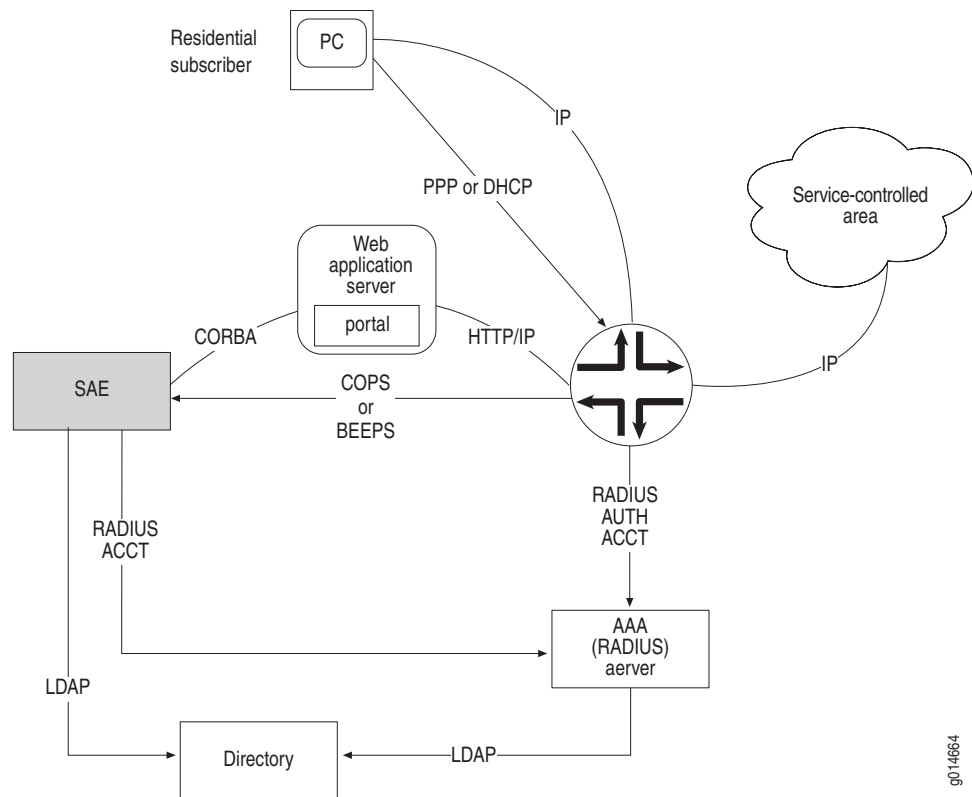 Residential
subscriber
PC
IP
PPP or DHCP
Service-controlled
area
Web
application
server
portal
CORBA
HTTP/IP
IP
SAE
COPS
or
BEEPS
RADIUS
AUTH
ACCT
RADIUS
ACCT
AAA
(RADIUS)
aerver
LDAP
Directory
LDAP
g014664